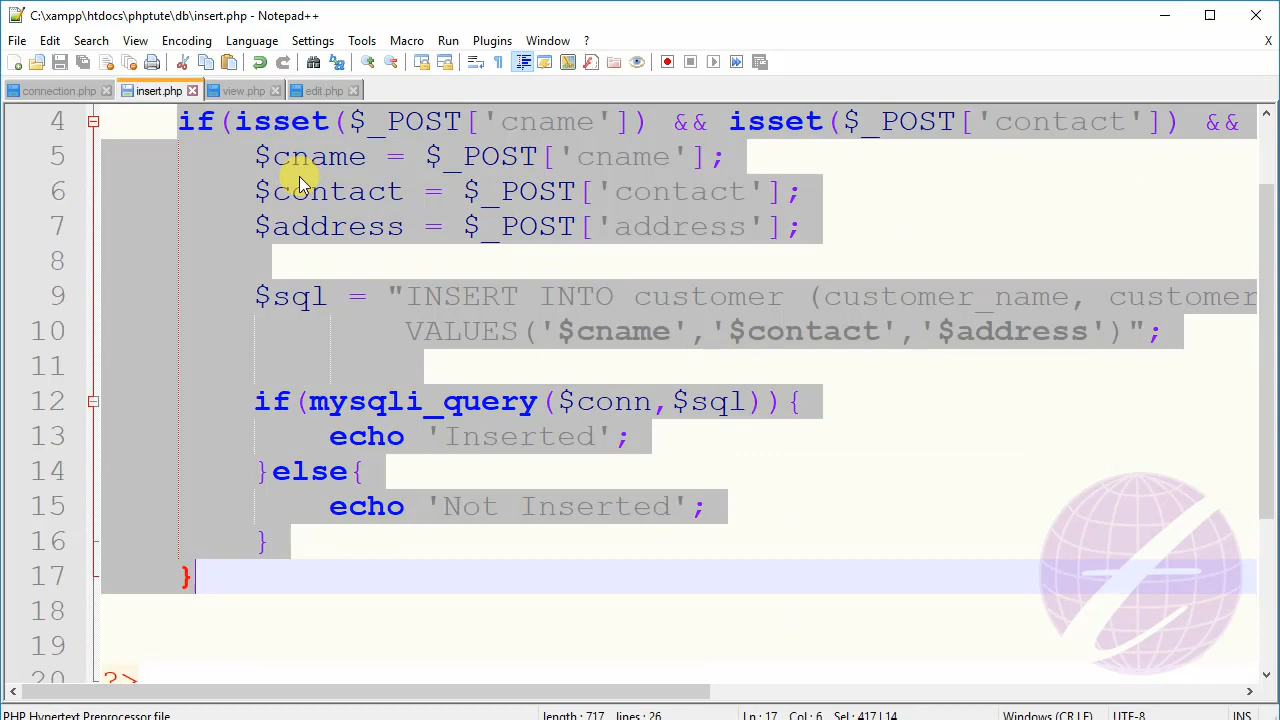 C:\xampp\htdocs\phptute\db\insert.php - Notepad++
File Edit Search View Encoding Language Settings Tools Macro Run Plugins Window ? X
connection.php insert.php view.php edit.php
4 if(isset($_POST['cname']) && isset($_POST['contact']) &&
5 $cname = $_POST['cname'];
6 $contact = $_POST['contact'];
7 $address = $_POST['address'];
8
9 $sql = "INSERT INTO customer (customer_name, customer
10 VALUES('$cname','$contact','$address')";
11
12 if(mysqli_query($conn,$sql)){
13 echo 'Inserted';
14 }else{
15 echo 'Not Inserted';
16 }
17 }
18
19
20 ?>
PHP Hypertext Preprocessor file length : 717 lines : 26 Ln : 17 Col : 6 Sel : 417 | 14 Windows (CR LF) UTF-8 INS